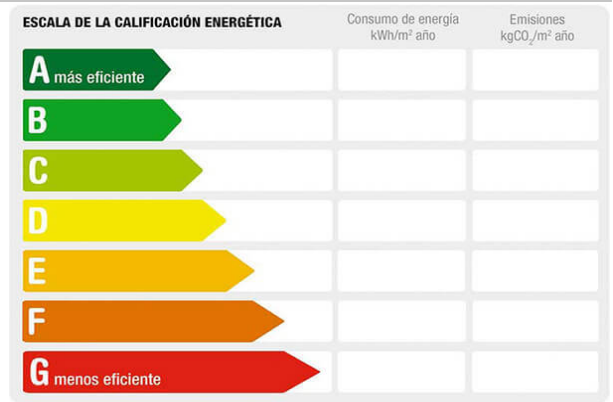 ESCALA DE LA CALIFICACIÓN ENERGÉTICA
Consumo de energía
kWh/m² año
Emisiones
kgCO₂/m² año
A más eficiente
B
C
D
E
F
G menos eficiente